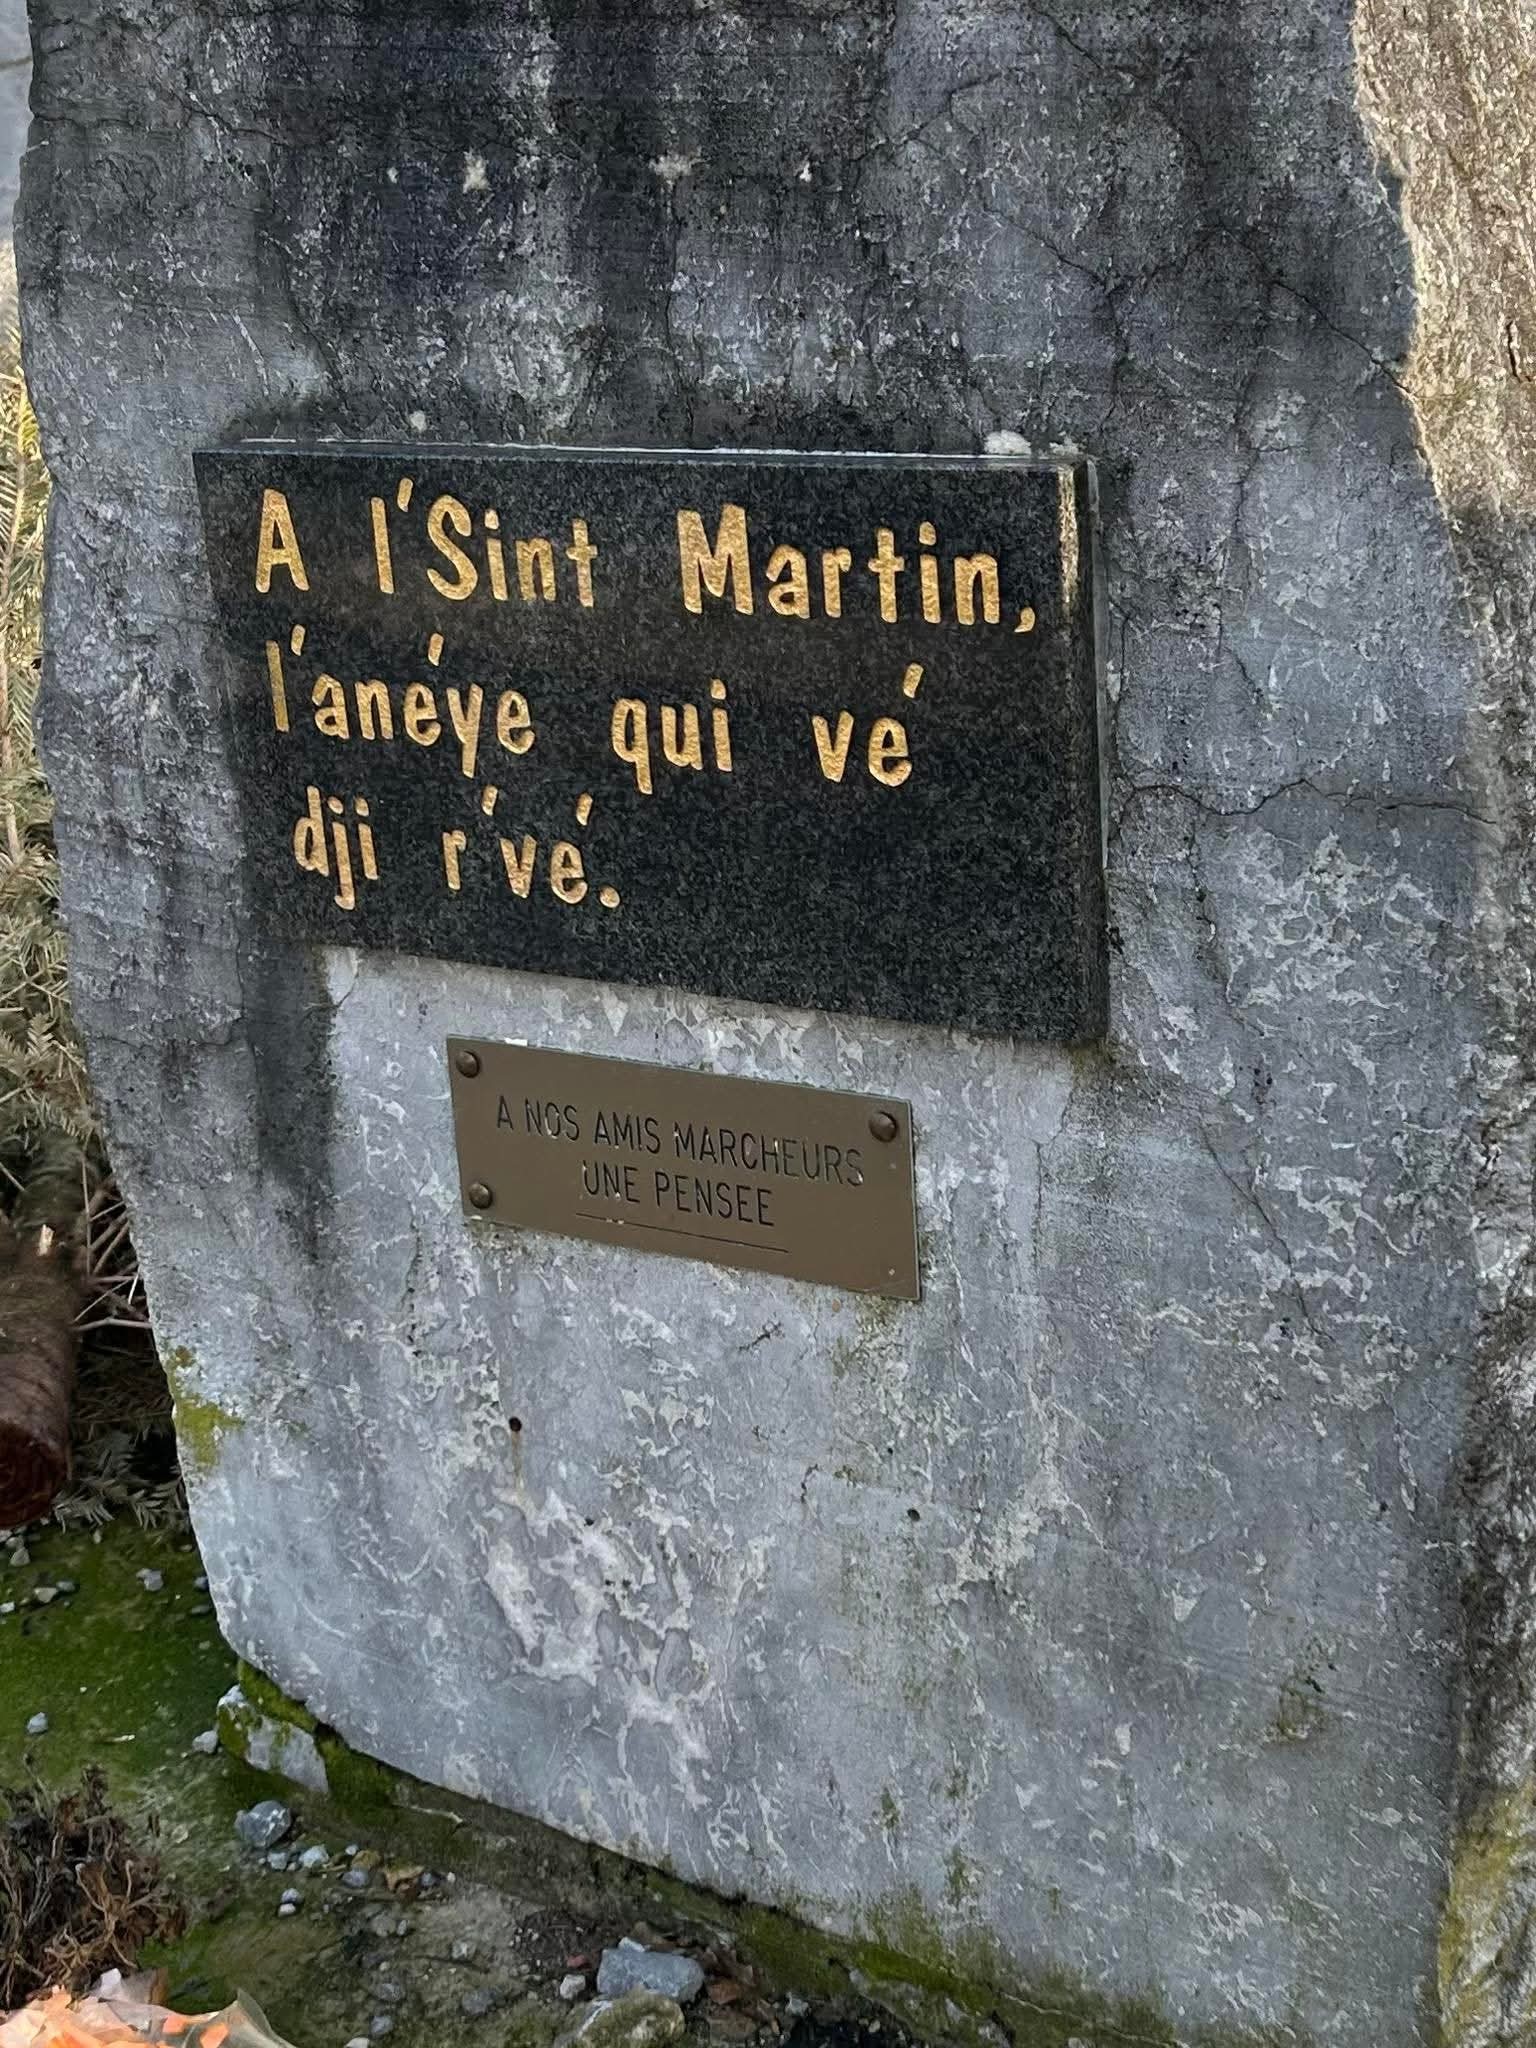 A l'Sint Martin,
l'anéye qui vé
dji r'vé.
A NOS AMIS MARCHEURS
UNE PENSEE